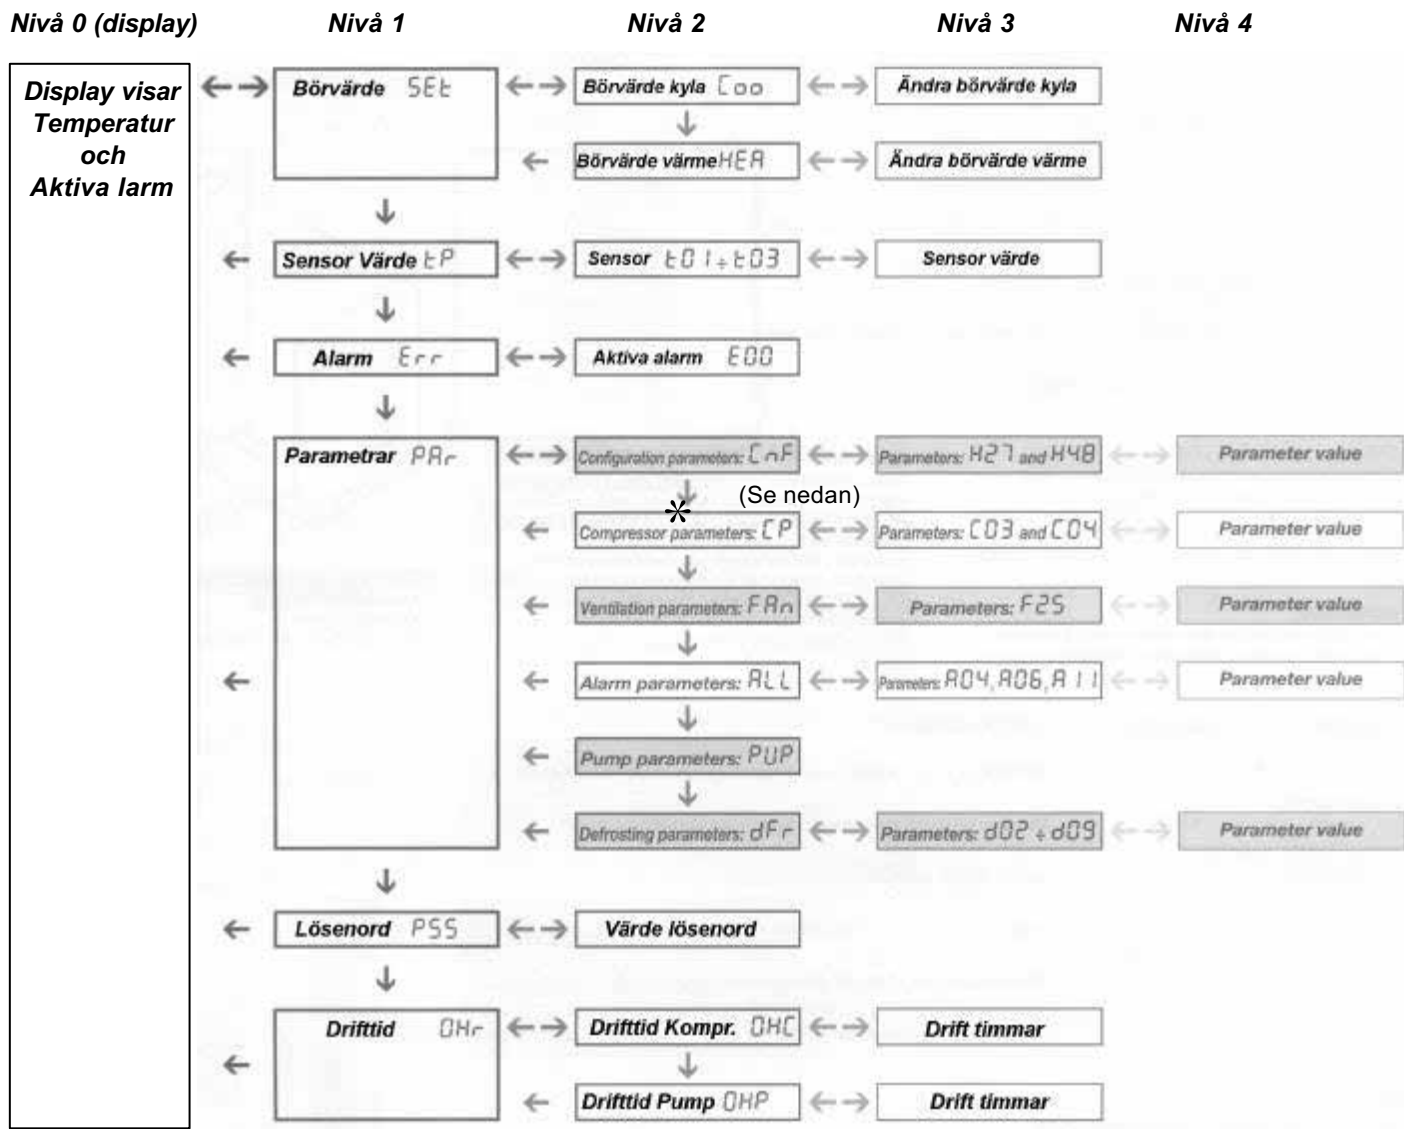 Nivå 0 (display) Nivå 1 Nivå 2 Nivå 3 Nivå 4
Display visar
Temperatur
och
Aktiva larm
Börvärde SEt
Börvärde kyla Coo
Ändra börvärde kyla
Börvärde värme HEA
Ändra börvärde värme
Sensor Värde tP
Sensor t01÷t03
Sensor värde
Alarm Err
Aktiva alarm E00
Parametrar PAr
Configuration parameters: CnF
Parameters: H27 and H48
Parameter value
* (Se nedan)
Compressor parameters: CP
Parameters: C03 and C04
Parameter value
Ventilation parameters: FAn
Parameters: F25
Parameter value
Alarm parameters: ALL
Parameters: A04, A06, A11
Parameter value
Pump parameters: PUP
Defrosting parameters: dFr
Parameters: d02 ÷ d09
Parameter value
Lösenord PSS
Värde lösenord
Drifttid OHr
Drifttid Kompr. OHC
Drift timmar
Drifttid Pump OHP
Drift timmar